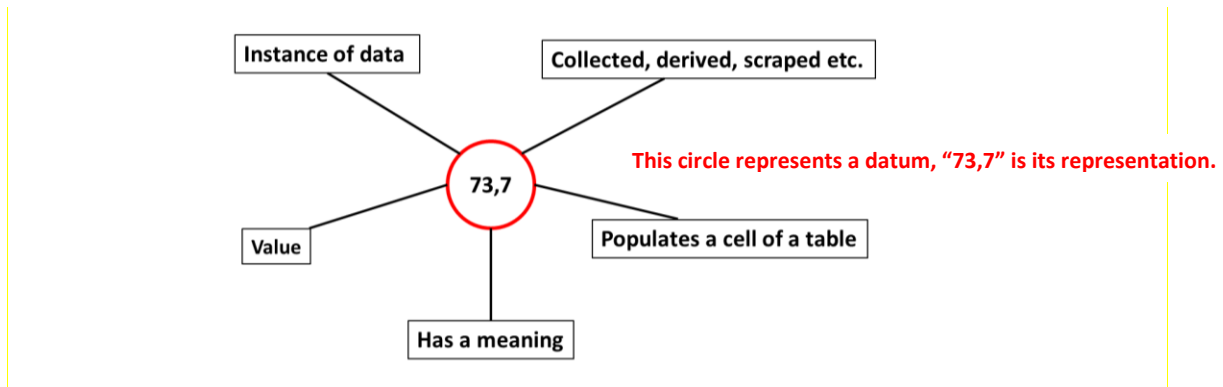 Instance of data
Collected, derived, scraped etc.
This circle represents a datum, “73,7” is its representation.
73,7
Populates a cell of a table
Value
Has a meaning